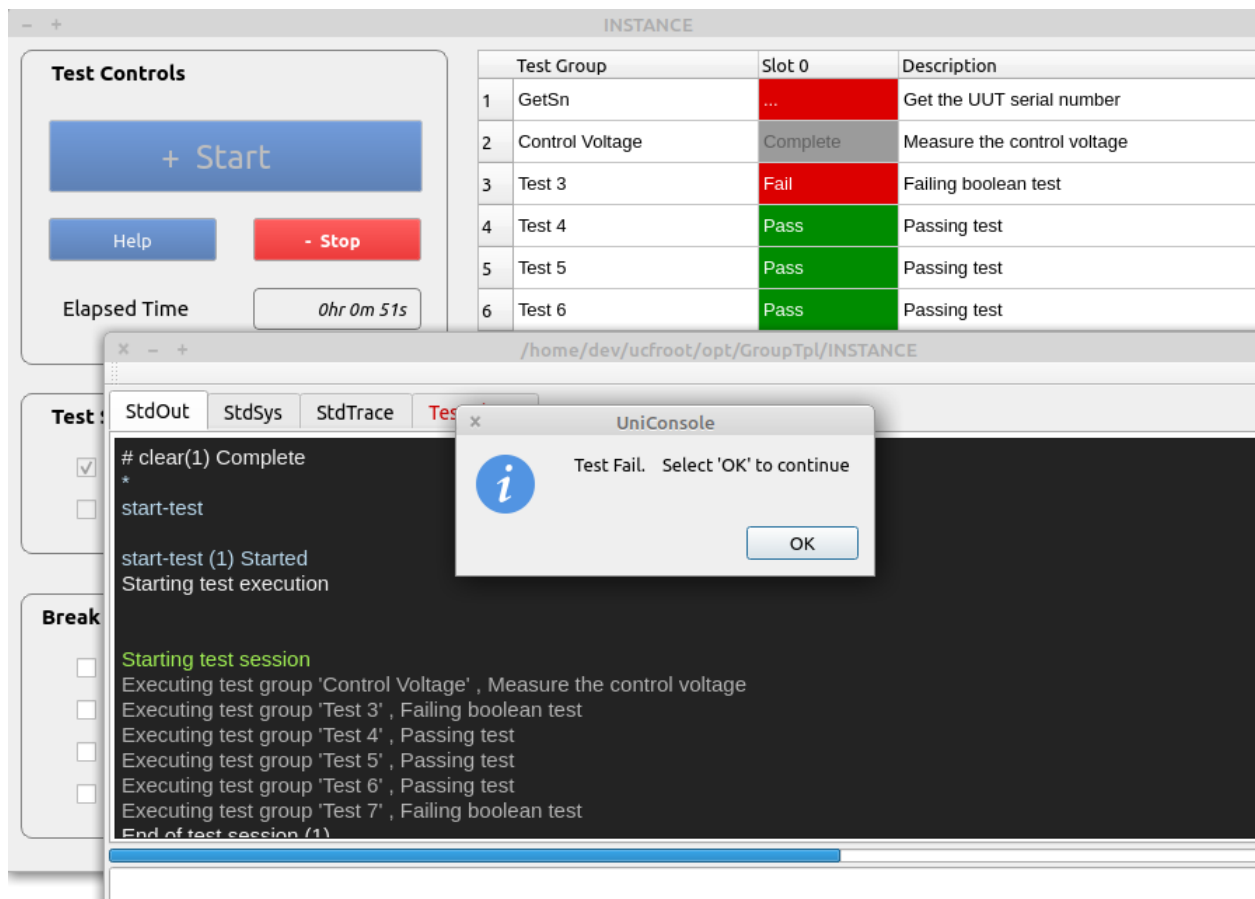 INSTANCE
Test Controls
+ Start
Help
- Stop
Elapsed Time
0hr 0m 51s
Test Group Slot 0 Description
1 GetSn ... Get the UUT serial number
2 Control Voltage Complete Measure the control voltage
3 Test 3 Fail Failing boolean test
4 Test 4 Pass Passing test
5 Test 5 Pass Passing test
6 Test 6 Pass Passing test
Test
Break
/home/dev/ucfroot/opt/GroupTpl/INSTANCE
StdOut StdSys StdTrace
# clear(1) Complete
*
start-test
start-test (1) Started
Starting test execution
Starting test session
Executing test group 'Control Voltage' , Measure the control voltage
Executing test group 'Test 3' , Failing boolean test
Executing test group 'Test 4' , Passing test
Executing test group 'Test 5' , Passing test
Executing test group 'Test 6' , Passing test
Executing test group 'Test 7' , Failing boolean test
End of test session (1)
UniConsole
Test Fail. Select 'OK' to continue
OK